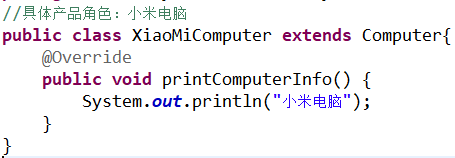 //具体产品角色：小米电脑
public class XiaoMiComputer extends Computer{
    @Override
    public void printComputerInfo() {
        System.out.println("小米电脑");
    }
}